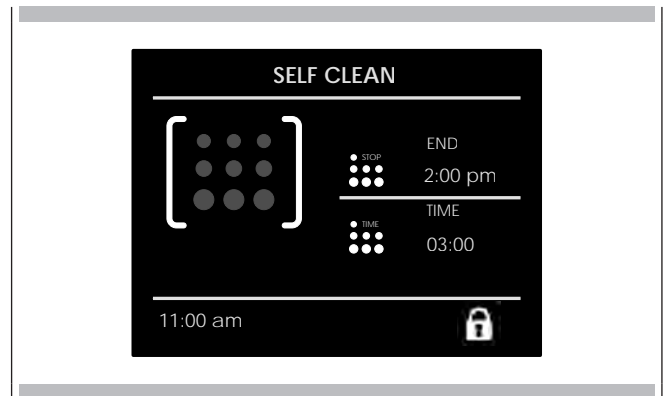 SELF CLEAN
STOP
END
2:00 pm
TIME
TIME
03:00
11:00 am